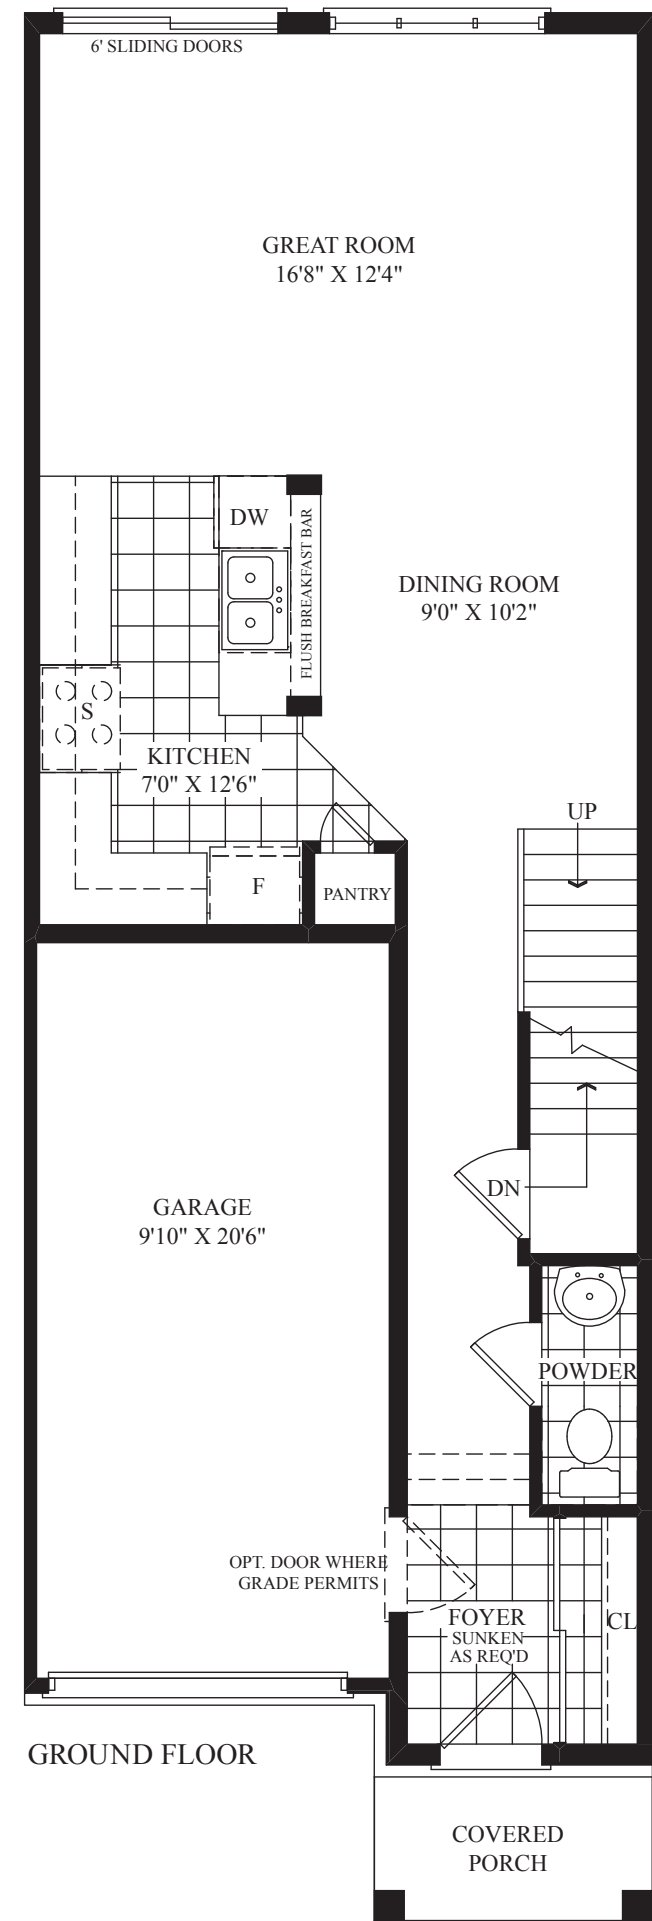 6' SLIDING DOORS
GREAT ROOM
16'8" X 12'4"
DW
FLUSH BREAKFAST BAR
DINING ROOM
9'0" X 10'2"
S
KITCHEN
7'0" X 12'6"
UP
F
PANTRY
DN
GARAGE
9'10" X 20'6"
POWDER
OPT. DOOR WHERE
GRADE PERMITS
FOYER
SUNKEN
AS REQ'D
CL
GROUND FLOOR
COVERED
PORCH